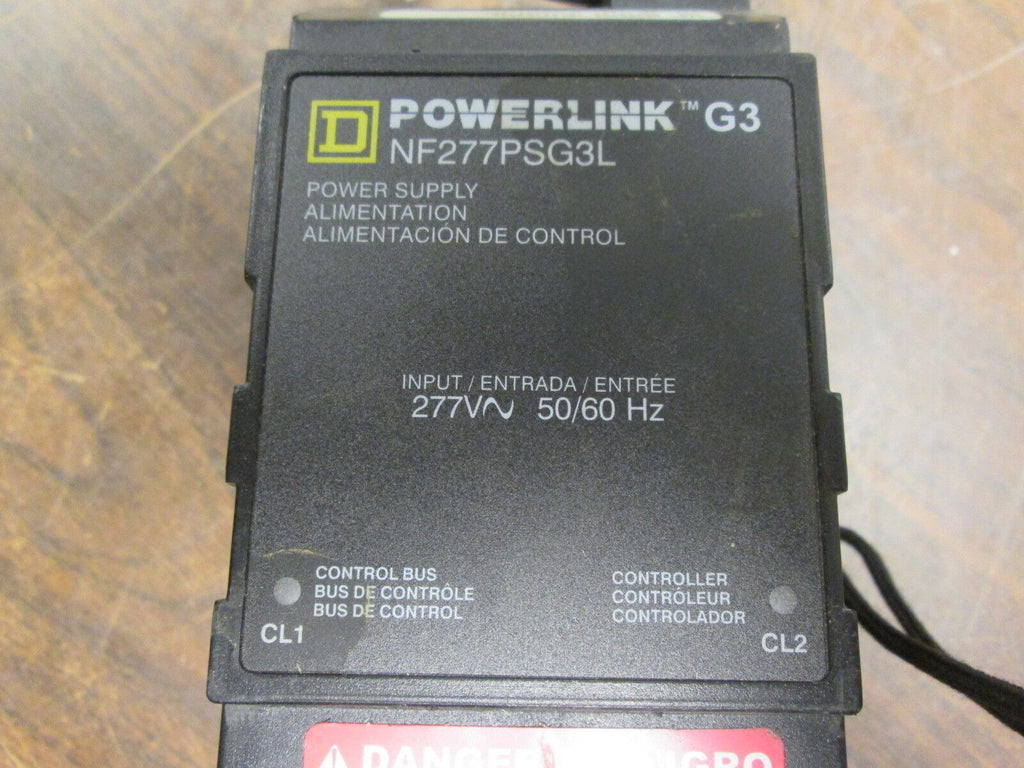 D POWERLINK™ G3
NF277PSG3L
POWER SUPPLY
ALIMENTATION
ALIMENTACIÓN DE CONTROL
INPUT / ENTRADA / ENTRÉE
277V∿ 50/60 Hz
CONTROL BUS
BUS DE CONTRÔLE
BUS DE CONTROL
CL1
CONTROLLER
CONTRÔLEUR
CONTROLADOR
CL2
DANGER